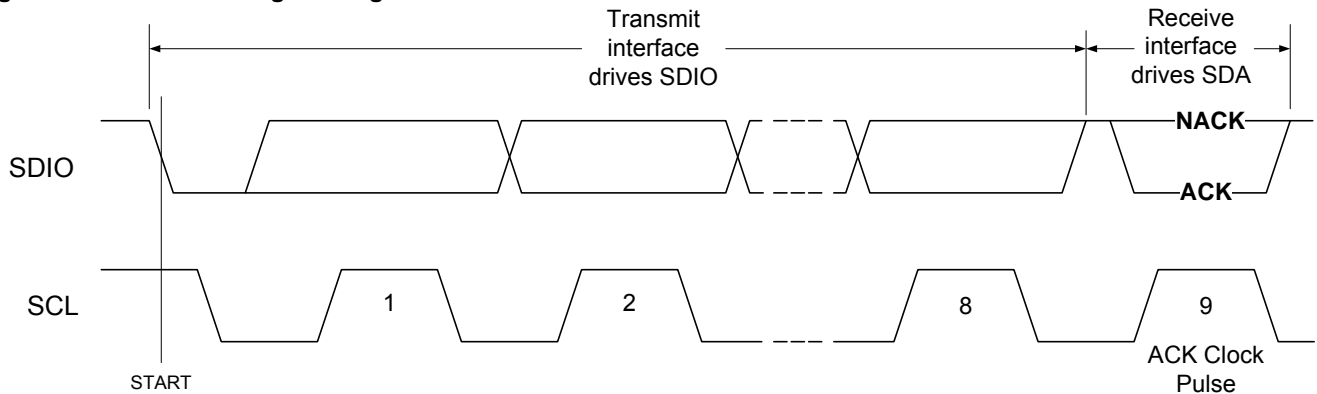 Transmit
interface
drives SDIO
Receive
interface
drives SDA
NACK
SDIO
ACK
SCL
1
2
8
9
ACK Clock
Pulse
START